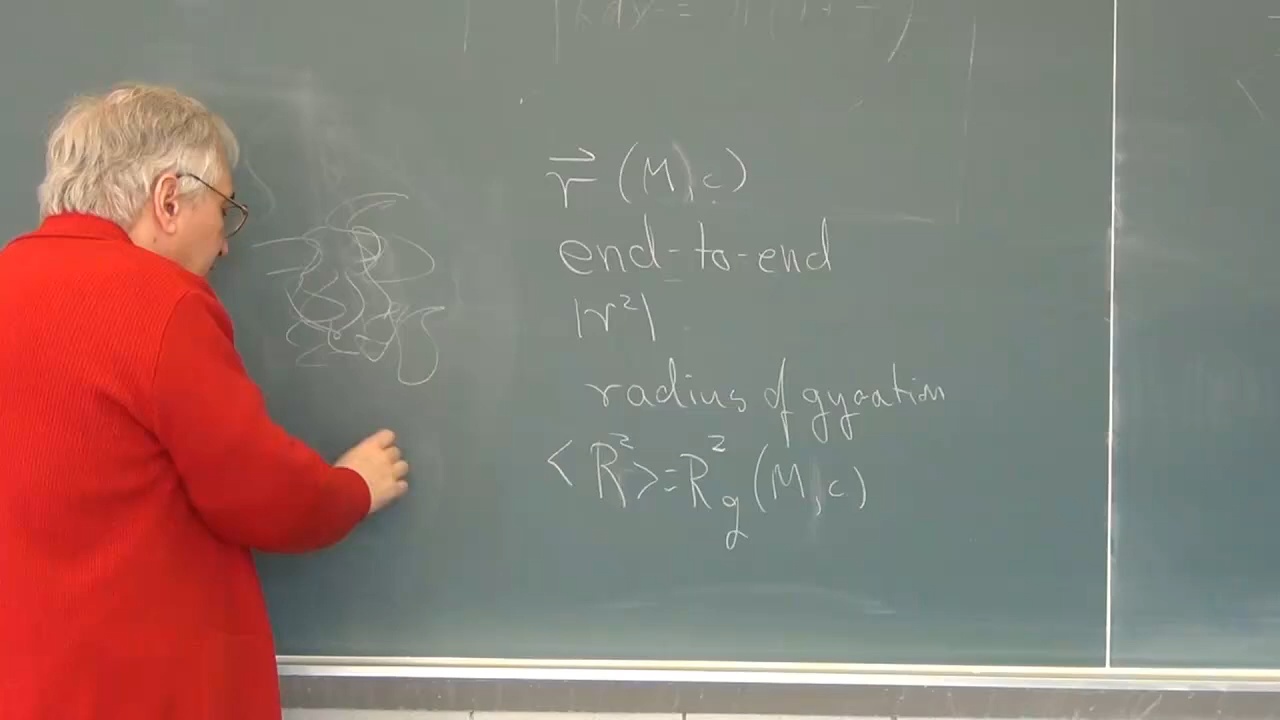 r⃗ (M,c)
end-to-end
|r²|
radius of gyration
<R²>=R²g(M,c)